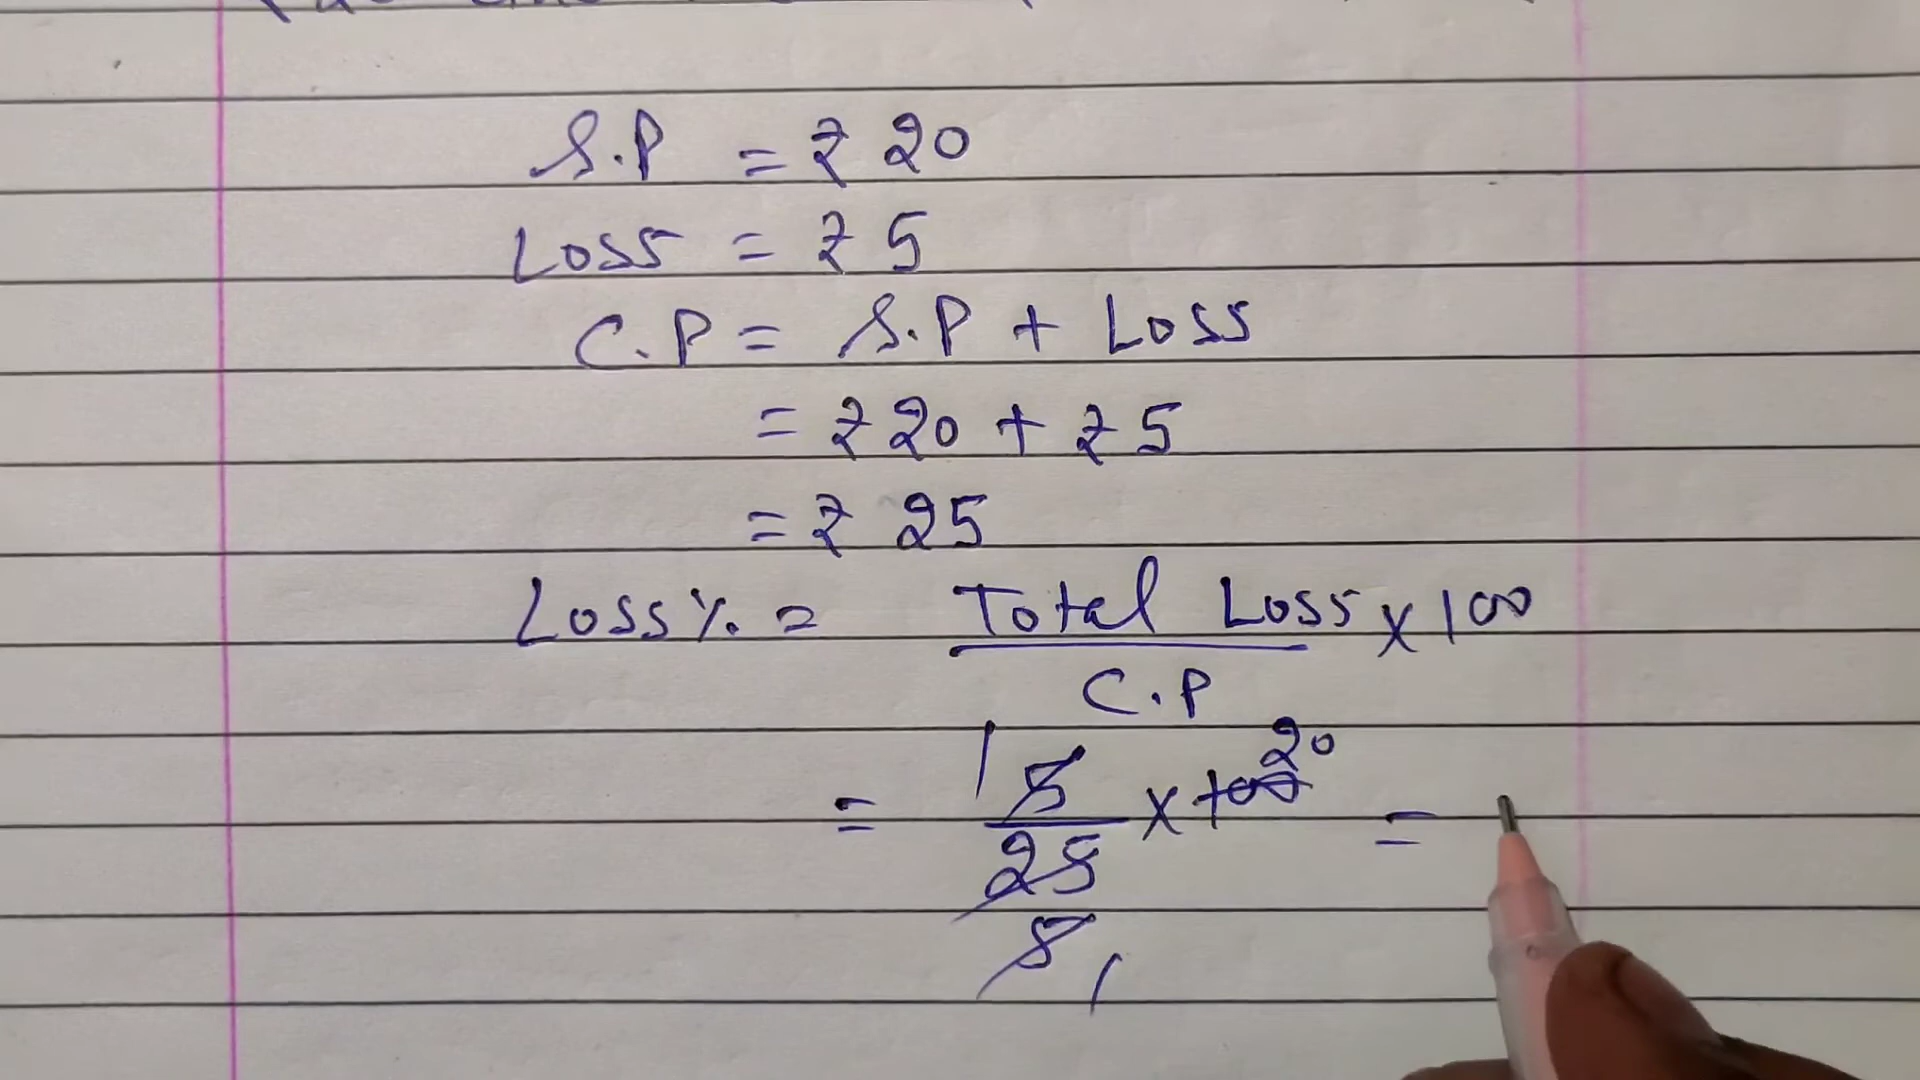 S.P = ₹ 20
Loss = ₹ 5
C.P = S.P + Loss
= ₹ 20 + ₹ 5
= ₹ 25
Loss % = Total Loss / C.P × 100
= 5 / 25 × 100 =
1 20
5 1